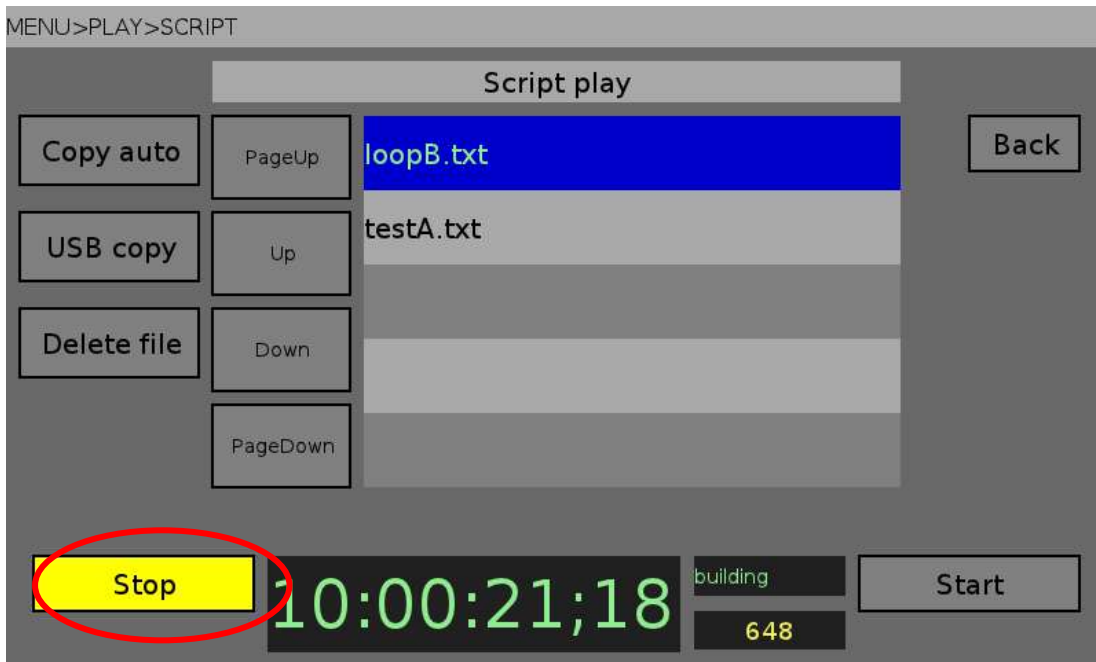 MENU>PLAY>SCRIPT
Script play
Copy auto
PageUp
loopB.txt
Back
USB copy
Up
testA.txt
Delete file
Down
PageDown
Stop
10:00:21;18
building
648
Start